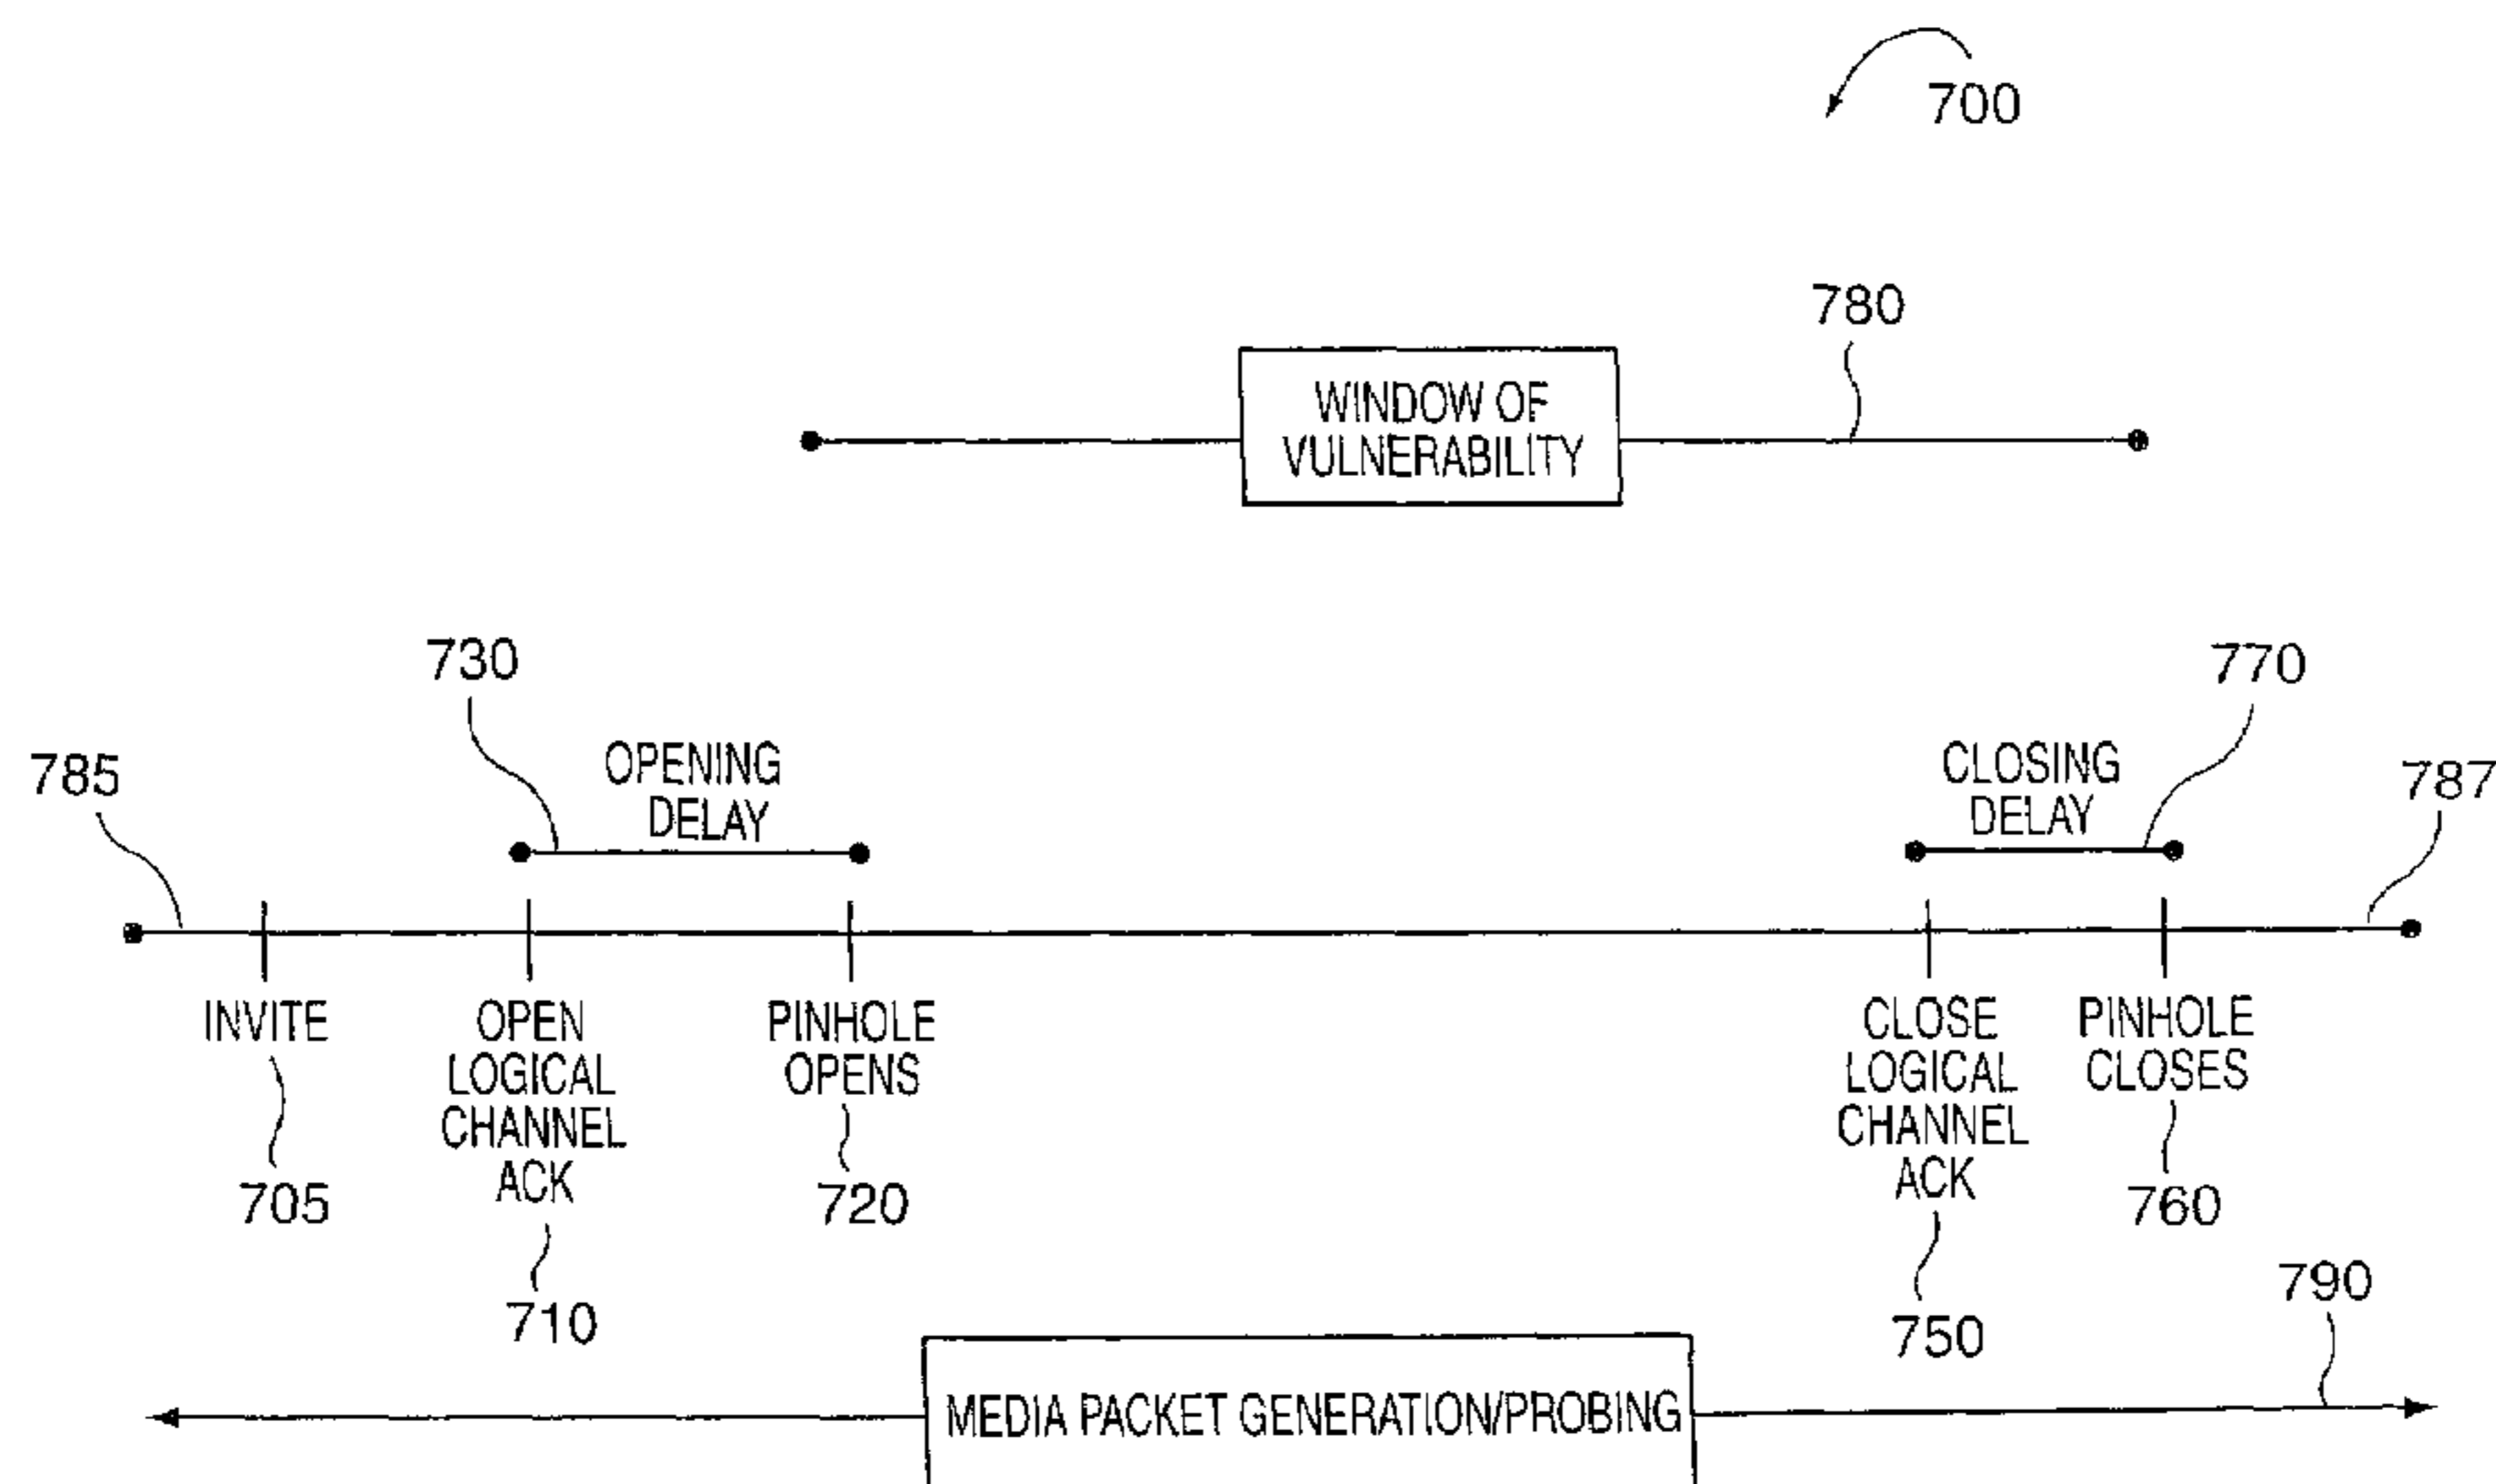 700
780
WINDOW OF
VULNERABILITY
730
770
785
OPENING
DELAY
CLOSING
DELAY
787
INVITE
705
OPEN
LOGICAL
CHANNEL
ACK
710
PINHOLE
OPENS
720
CLOSE
LOGICAL
CHANNEL
ACK
750
PINHOLE
CLOSES
760
790
MEDIA PACKET GENERATION/PROBING